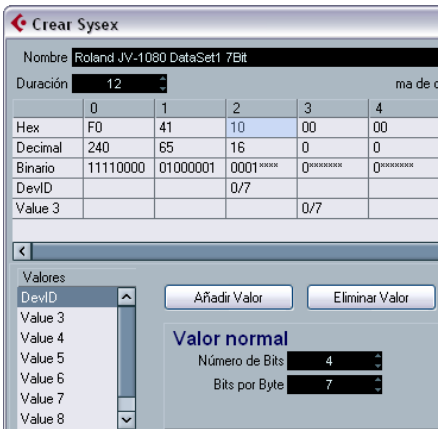 Crear Sysex
Nombre Roland JV-1080 DataSet1 7Bit
Duración 12 ma de
0 1 2 3 4
Hex F0 41 10 00 00
Decimal 240 65 16 0 0
Binario 11110000 01000001 0001**** 0******* 0*******
DevID 0/7
Value 3 0/7
Valores
DevID
Value 3
Value 4
Value 5
Value 6
Value 7
Value 8
Añadir Valor Eliminar Valor
Valor normal
Número de Bits 4
Bits por Byte 7